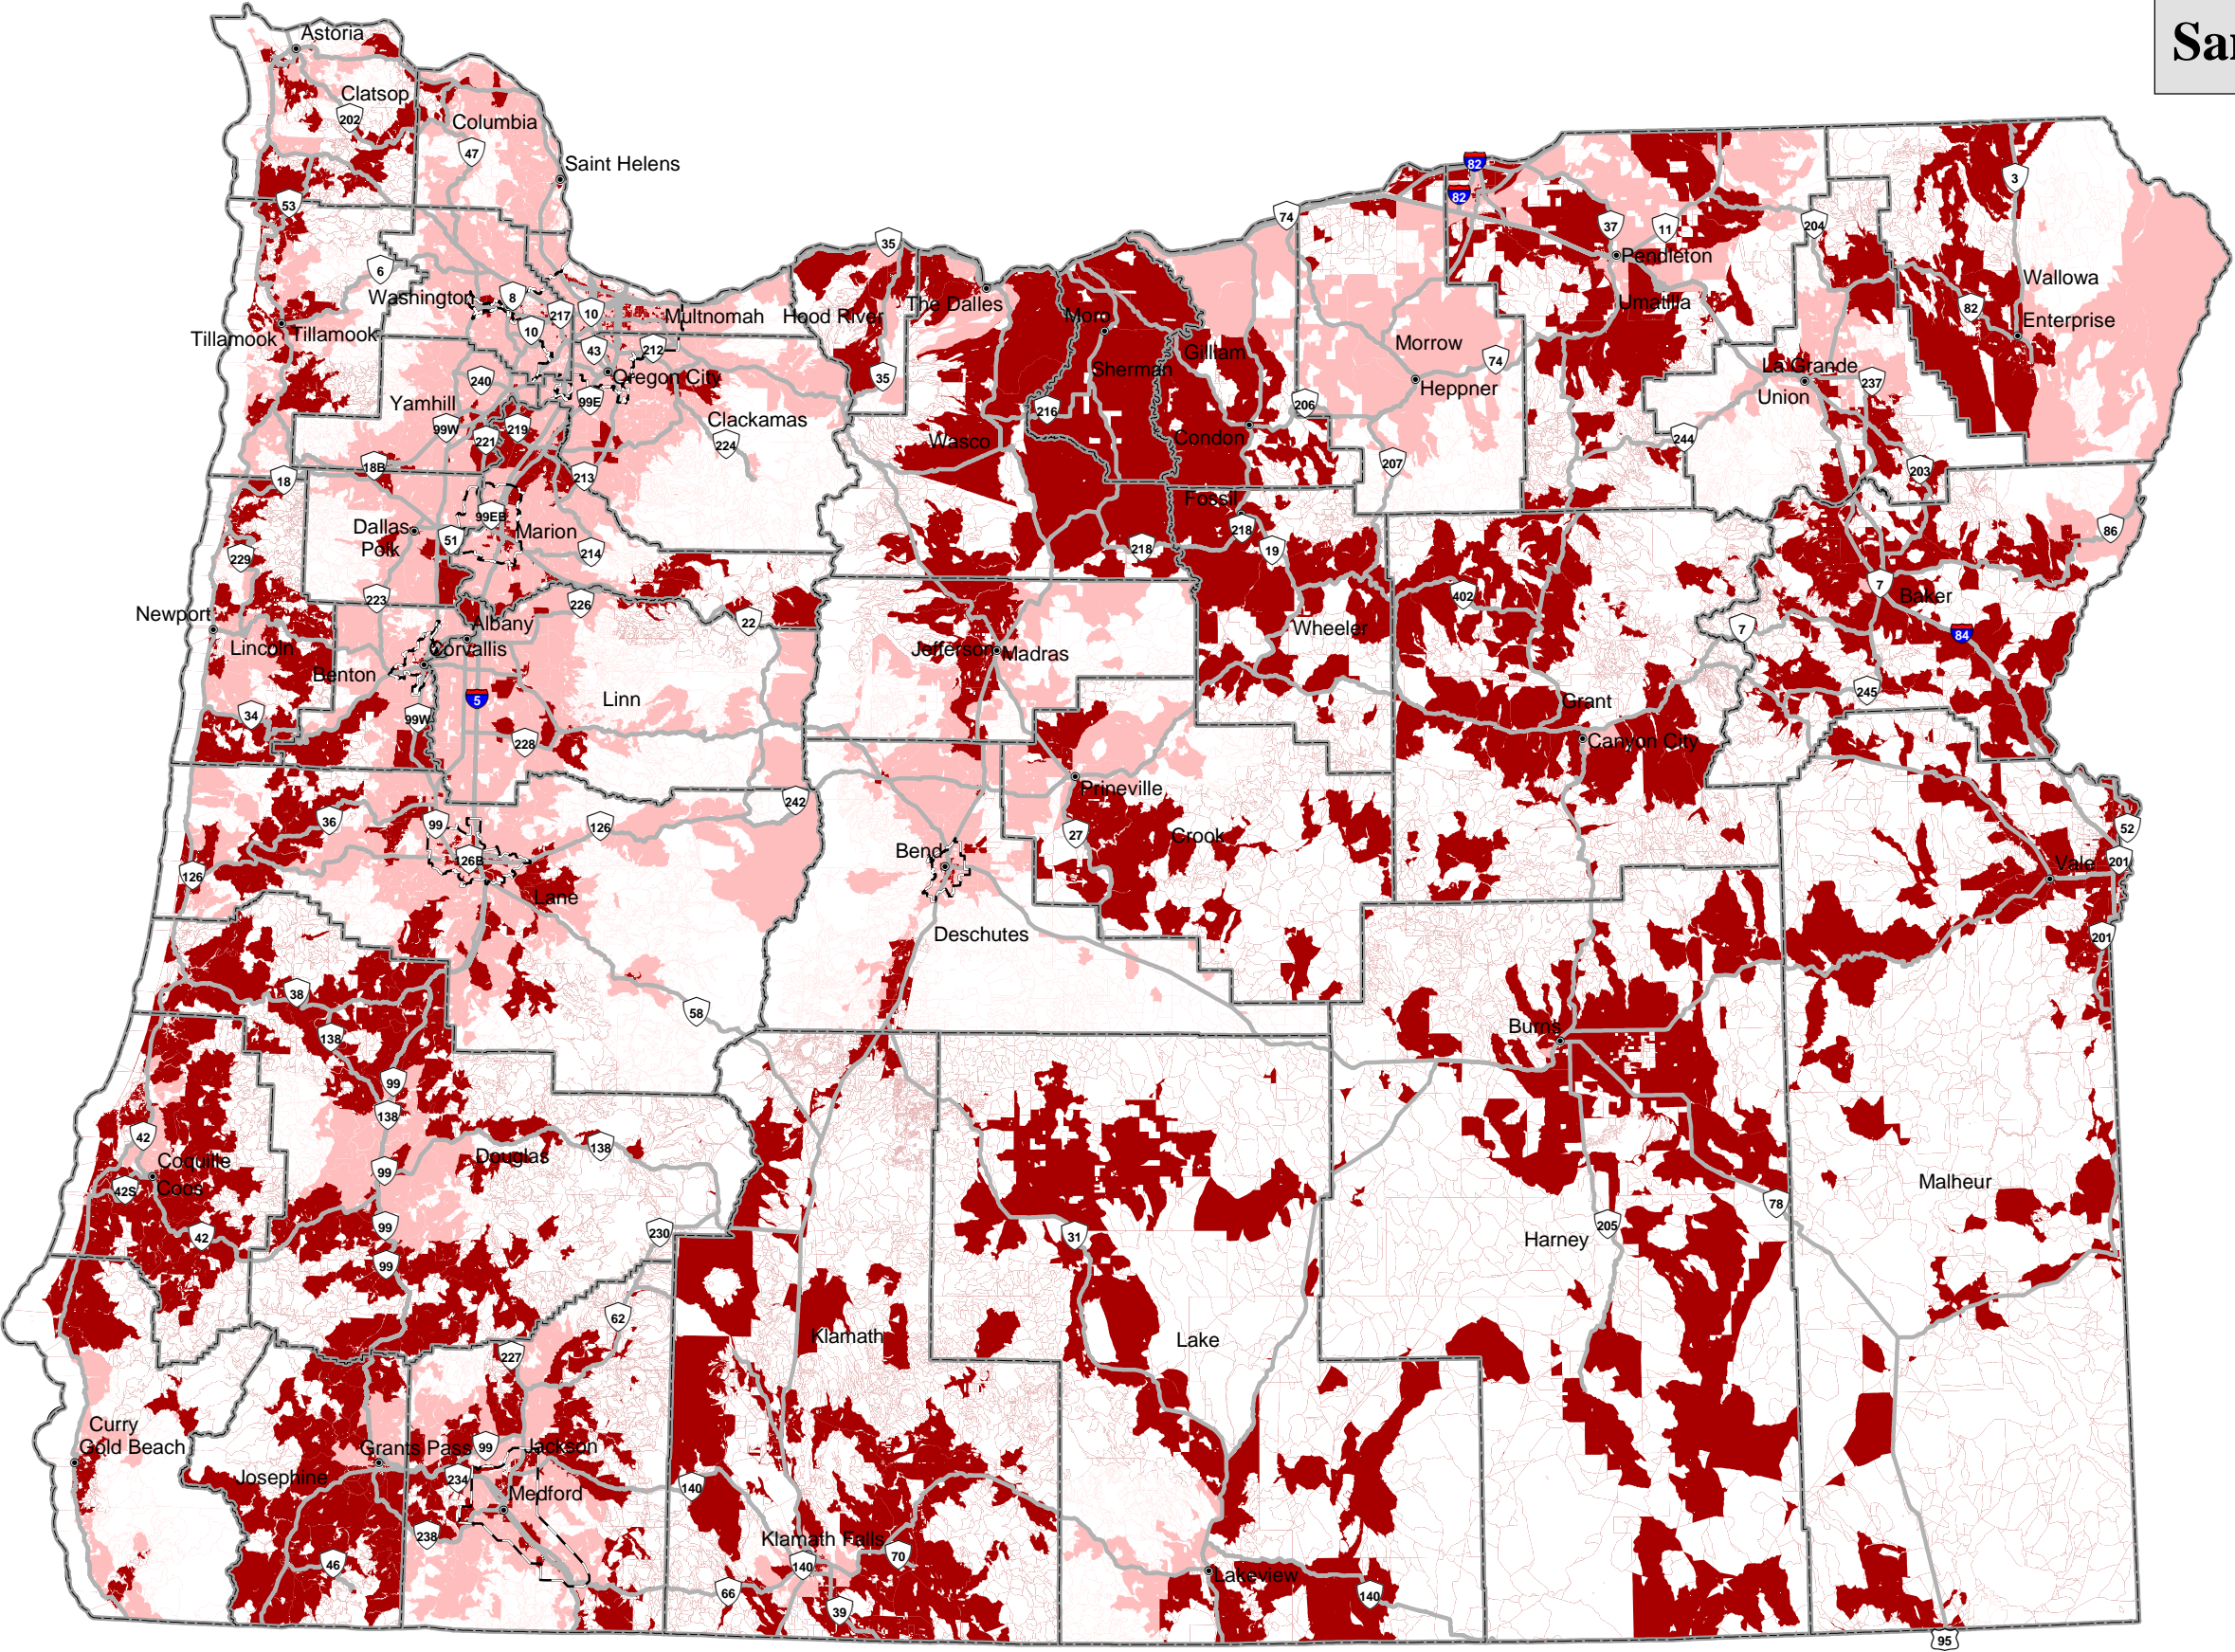 Astoria
Clatsop
202
Columbia
47
Saint Helens
53
6
Washington
8
217
10
10
Multnomah
Hood River
35
35
The Dalles
Moro
Sherman
Gilliam
74
82
82
37
11
Pendleton
Umatilla
204
3
Wallowa
82
Enterprise
Tillamook
Tillamook
43
212
Oregon City
240
99E
Yamhill
99W
221
219
Clackamas
224
216
Wasco
Condon
206
Morrow
74
Heppner
La Grande
Union
237
244
207
203
18
18B
213
Dallas
Polk
99EB
51
Marion
214
Fossil
218
218
19
86
229
223
226
22
Albany
Newport
Lincoln
Corvallis
Benton
Linn
5
34
99W
228
Jefferson
Madras
Wheeler
402
7
Baker
7
84
245
Grant
Canyon City
Prineville
27
Crook
242
36
99
126
126B
126
Lane
Bend
Deschutes
52
201
Vale
201
38
58
138
99
138
Burns
42
Coquille
Coos
42S
42
99
Douglas
138
99
99
230
62
31
205
Harney
78
Malheur
227
Klamath
Lake
Curry
Gold Beach
Josephine
Grants Pass
99
Jackson
234
Medford
238
46
140
Klamath Falls
70
140
66
39
Lakeview
140
95